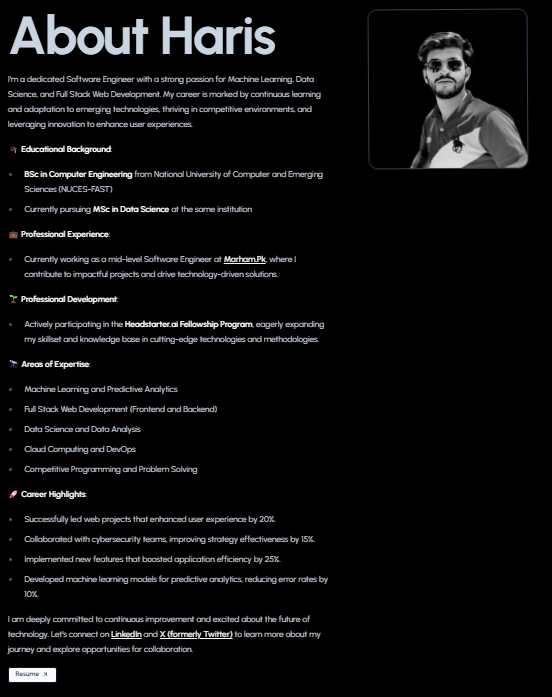 About Haris
I'm a dedicated Software Engineer with a strong passion for Machine Learning, Data
Science, and Full Stack Web Development. My career is marked by continuous learning
and adaptation to emerging technologies, thriving in competitive environments, and
leveraging innovation to enhance user experiences.
Educational Background:
BSc in Computer Engineering from National University of Computer and Emerging
Sciences (NUCES-FAST)
Currently pursuing MSc in Data Science at the same institution
Professional Experience:
Currently working as a mid-level Software Engineer at Marham.Pk, where I
contribute to impactful projects and drive technology-driven solutions.
Professional Development:
Actively participating in the Headstarter.ai Fellowship Program, eagerly expanding
my skillset and knowledge base in cutting-edge technologies and methodologies.
Areas of Expertise:
Machine Learning and Predictive Analytics
Full Stack Web Development (Frontend and Backend)
Data Science and Data Analysis
Cloud Computing and DevOps
Competitive Programming and Problem Solving
Career Highlights:
Successfully led web projects that enhanced user experience by 20%.
Collaborated with cybersecurity teams, improving strategy effectiveness by 15%.
Implemented new features that boosted application efficiency by 25%.
Developed machine learning models for predictive analytics, reducing error rates by
10%.
I am deeply committed to continuous improvement and excited about the future of
technology. Let's connect on LinkedIn and X (formerly Twitter) to learn more about my
journey and explore opportunities for collaboration.
Resume